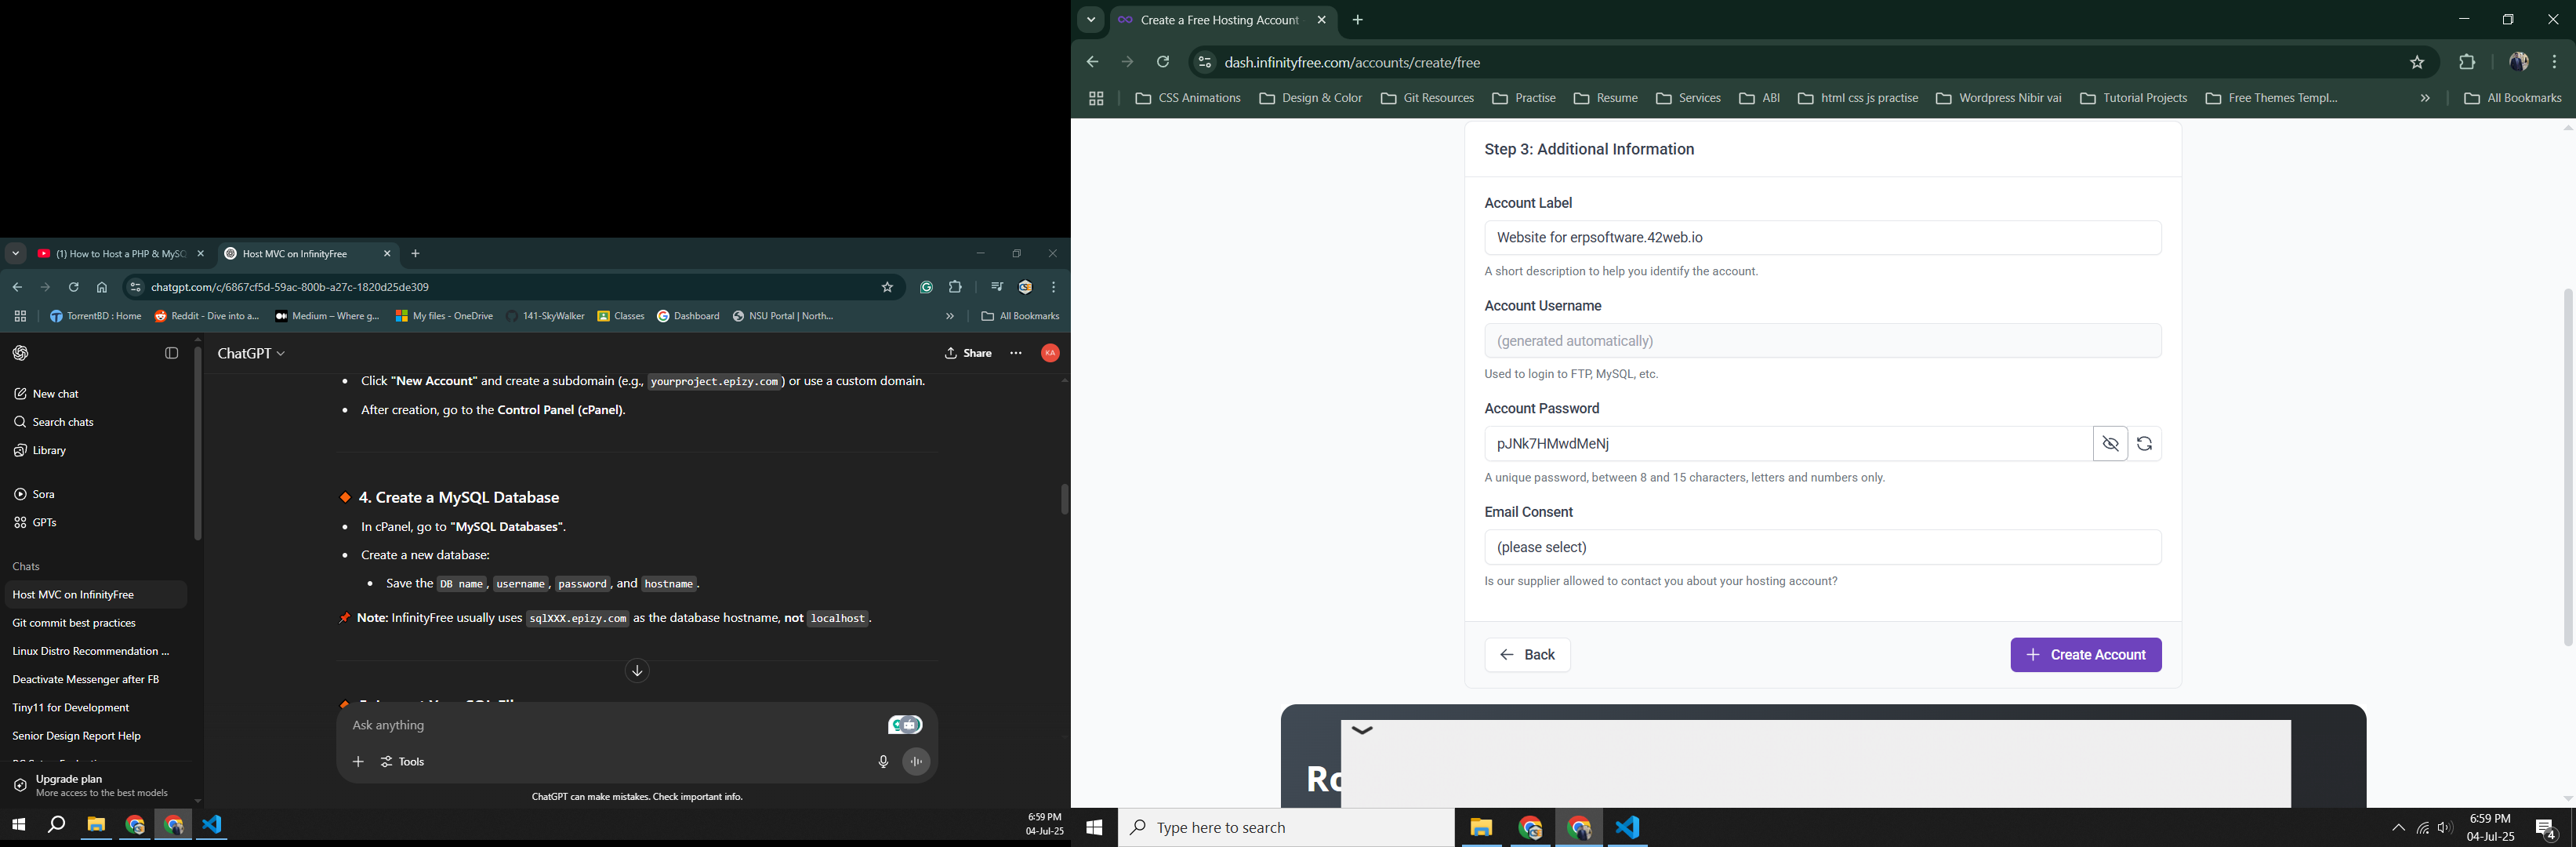 (1) How to Host a PHP & MySQ
Host MVC on InfinityFree
chatgpt.com/c/6867cf5d-59ac-800b-a27c-1820d25de309
TorrentBD : Home
Reddit - Dive into a...
Medium – Where g...
My files - OneDrive
141-SkyWalker
Classes
Dashboard
NSU Portal | North...
All Bookmarks
New chat
Search chats
Library
Sora
GPTs
Chats
Host MVC on InfinityFree
Git commit best practices
Linux Distro Recommendation ...
Deactivate Messenger after FB
Tiny11 for Development
Senior Design Report Help
Upgrade plan
More access to the best models
ChatGPT
Share
KA
Click "New Account" and create a subdomain (e.g., yourproject.epizy.com) or use a custom domain.
After creation, go to the Control Panel (cPanel).
4. Create a MySQL Database
In cPanel, go to "MySQL Databases".
Create a new database:
Save the DB name, username, password, and hostname.
Note: InfinityFree usually uses sqlXXX.epizy.com as the database hostname, not localhost.
Ask anything
Tools
ChatGPT can make mistakes. Check important info.
6:59 PM
04-Jul-25
Create a Free Hosting Account
dash.infinityfree.com/accounts/create/free
CSS Animations
Design & Color
Git Resources
Practise
Resume
Services
ABI
html css js practise
Wordpress Nibir vai
Tutorial Projects
Free Themes Templ...
All Bookmarks
Step 3: Additional Information
Account Label
Website for erpsoftware.42web.io
A short description to help you identify the account.
Account Username
(generated automatically)
Used to login to FTP, MySQL, etc.
Account Password
pJNk7HMwdMeNj
A unique password, between 8 and 15 characters, letters and numbers only.
Email Consent
(please select)
Is our supplier allowed to contact you about your hosting account?
Back
Create Account
Type here to search
6:59 PM
04-Jul-25
4